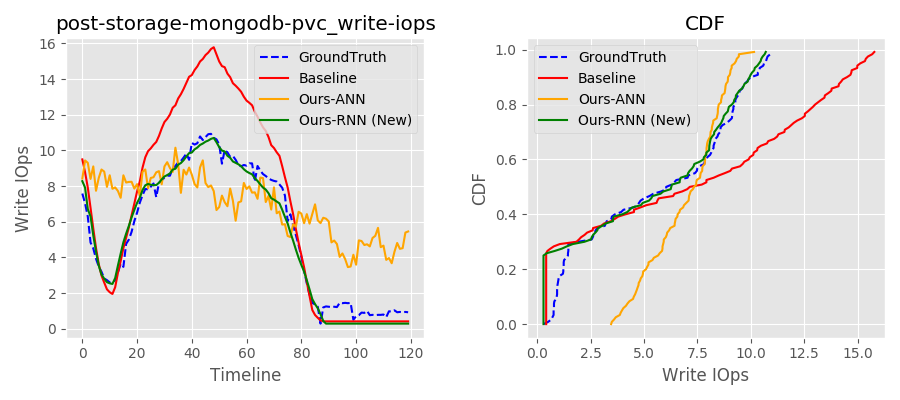 post-storage-mongodb-pvc_write-iops
16
14
12
10
8
6
4
2
0
Write IOps
GroundTruth
Baseline
Ours-ANN
Ours-RNN (New)
0 20 40 60 80 100 120
Timeline
CDF
1.0
0.8
0.6
0.4
0.2
0.0
CDF
GroundTruth
Baseline
Ours-ANN
Ours-RNN (New)
0.0 2.5 5.0 7.5 10.0 12.5 15.0
Write IOps